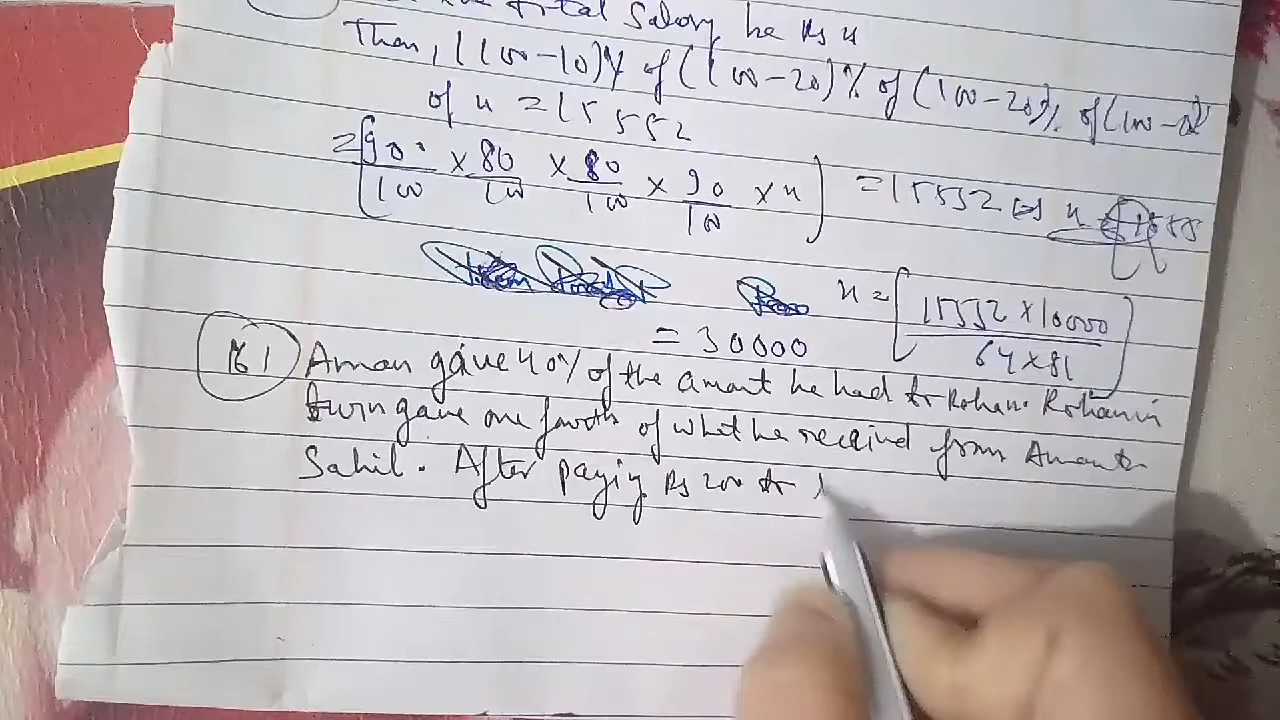 total Salary be Rs x
Then, (100-10)% of (100-20)% of (100-20)% of (100-
of x = 15552
= [90/100 x 80/100 x 80/100 x 90/100 x x] = 15552
x = [15552 x 10000 / 64 x 81]
= 30000
161 Aman gave 40% of the amount he had to Rohan. Rohan in
turn gave one fourth of what he received from Aman to
Sahil. After paying Rs 200 to